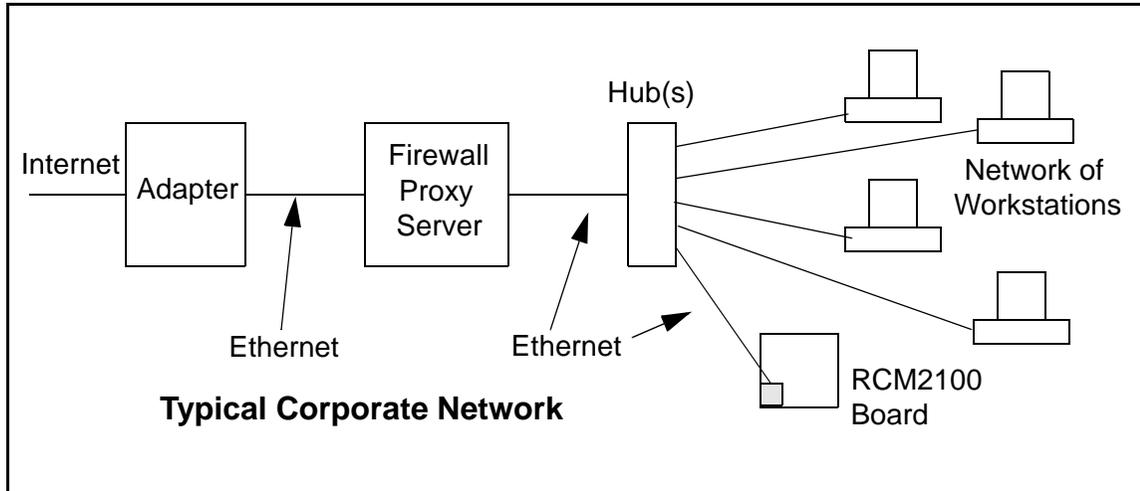 Hub(s)
Internet
Adapter
Firewall
Proxy
Server
Network of
Workstations
Ethernet
Ethernet
RCM2100
Board
Typical Corporate Network